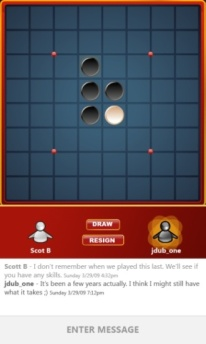 DRAW
RESIGN
Scot B
jdub_one
Scott B - I don't remember when we played this last. We'll see if
you have any skills. Sunday 3/29/09 6:52pm
jdub_one - It's been a few years actually. I think I might still have
what it takes ;) Sunday 3/29/09 7:12pm
ENTER MESSAGE